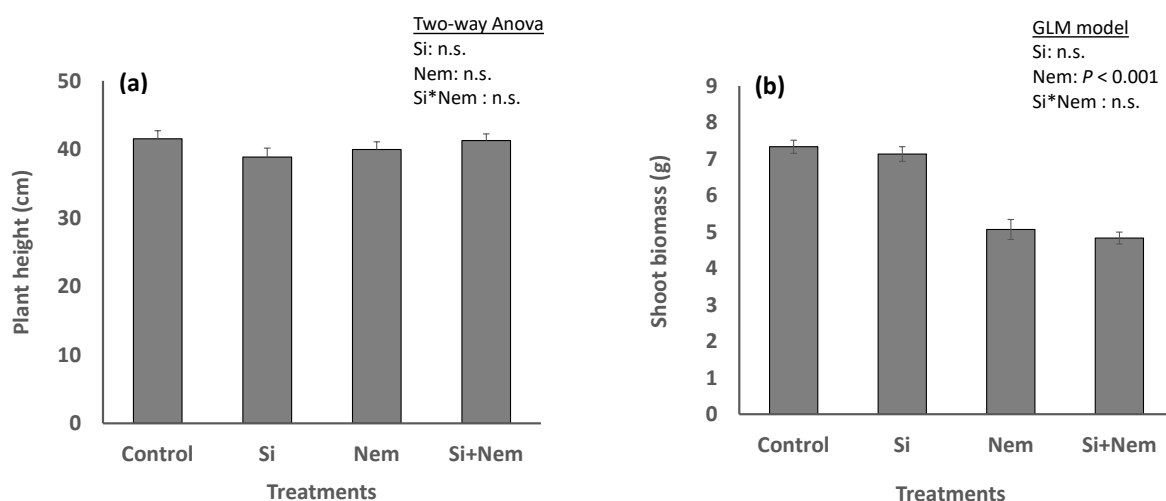 Two-way Anova
Si: n.s.
Nem: n.s.
Si*Nem : n.s.
(a)
50
40
30
20
10
0
Plant height (cm)
Control Si Nem Si+Nem
Treatments
GLM model
Si: n.s.
Nem: P < 0.001
Si*Nem : n.s.
(b)
9
8
7
6
5
4
3
2
1
0
Shoot biomass (g)
Control Si Nem Si+Nem
Treatments